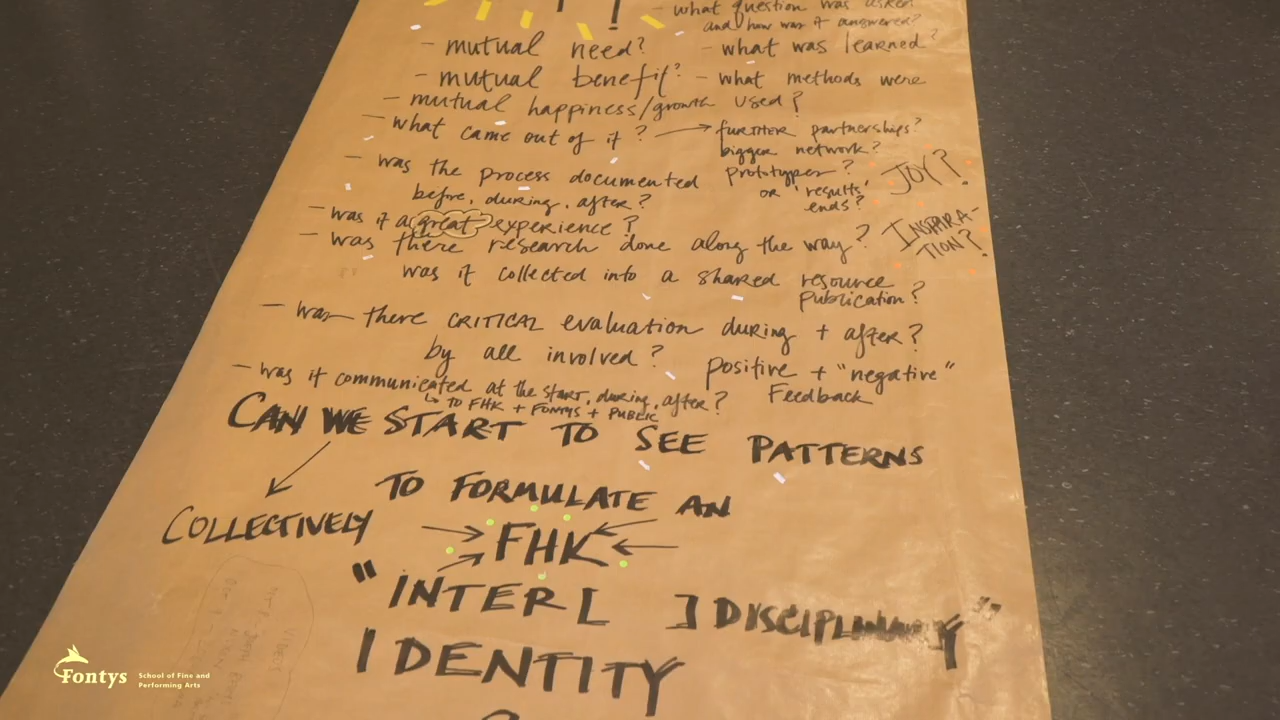 - what question was asked
and how was it answered?
- mutual need?
- what was learned?
- mutual benefit?
- what methods were
used?
- mutual happiness/growth
- what came out of it? → further partnerships?
bigger network?
prototypes?
or 'results'
ends?
JOY?
- was the process documented
before, during, after?
- was it a great experience?
INSPIRA-
TION?
- was there research done along the way?
was it collected into a shared resource
publication?
- was there CRITICAL evaluation during + after?
by all involved?
positive + "negative"
Feedback
- was it communicated at the start, during, after?
↳ TO FHK + FONTYS + PUBLIC
CAN WE START TO SEE PATTERNS
COLLECTIVELY
TO FORMULATE AN
FHK
"INTER[ ]DISCIPLINARY"
IDENTITY
Fontys
School of Fine and
Performing Arts